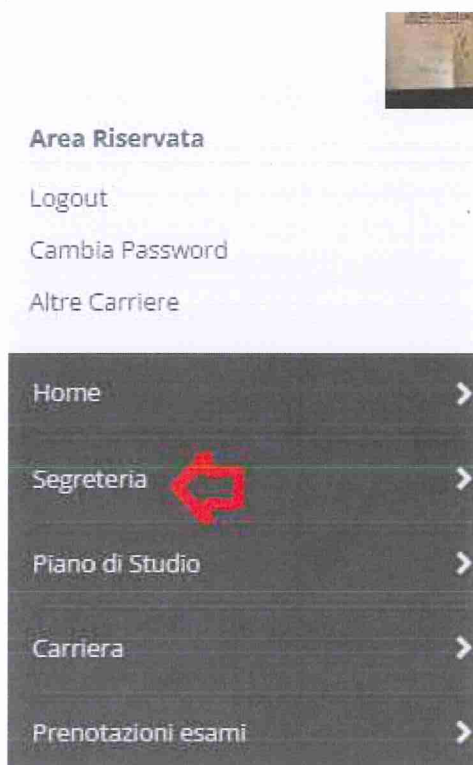 Area Riservata
Logout
Cambia Password
Altre Carriere
Home
Segreteria
Piano di Studio
Carriera
Prenotazioni esami